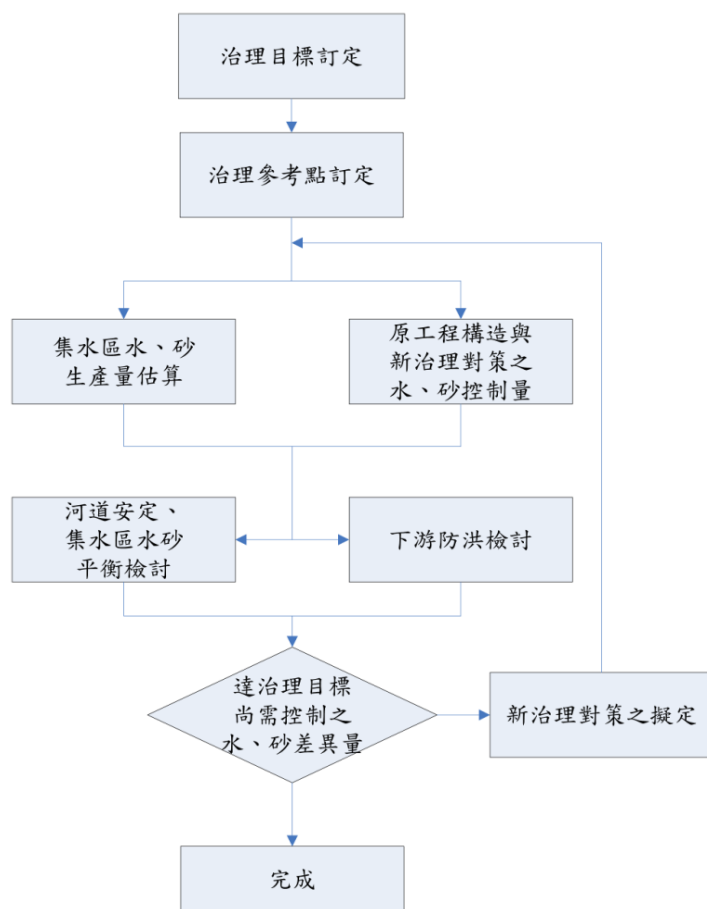 治理目標訂定
治理參考點訂定
集水區水、砂
生產量估算
原工程構造與
新治理對策之
水、砂控制量
河道安定、
集水區水砂
平衡檢討
下游防洪檢討
達治理目標
尚需控制之
水、砂差異量
新治理對策之擬定
完成